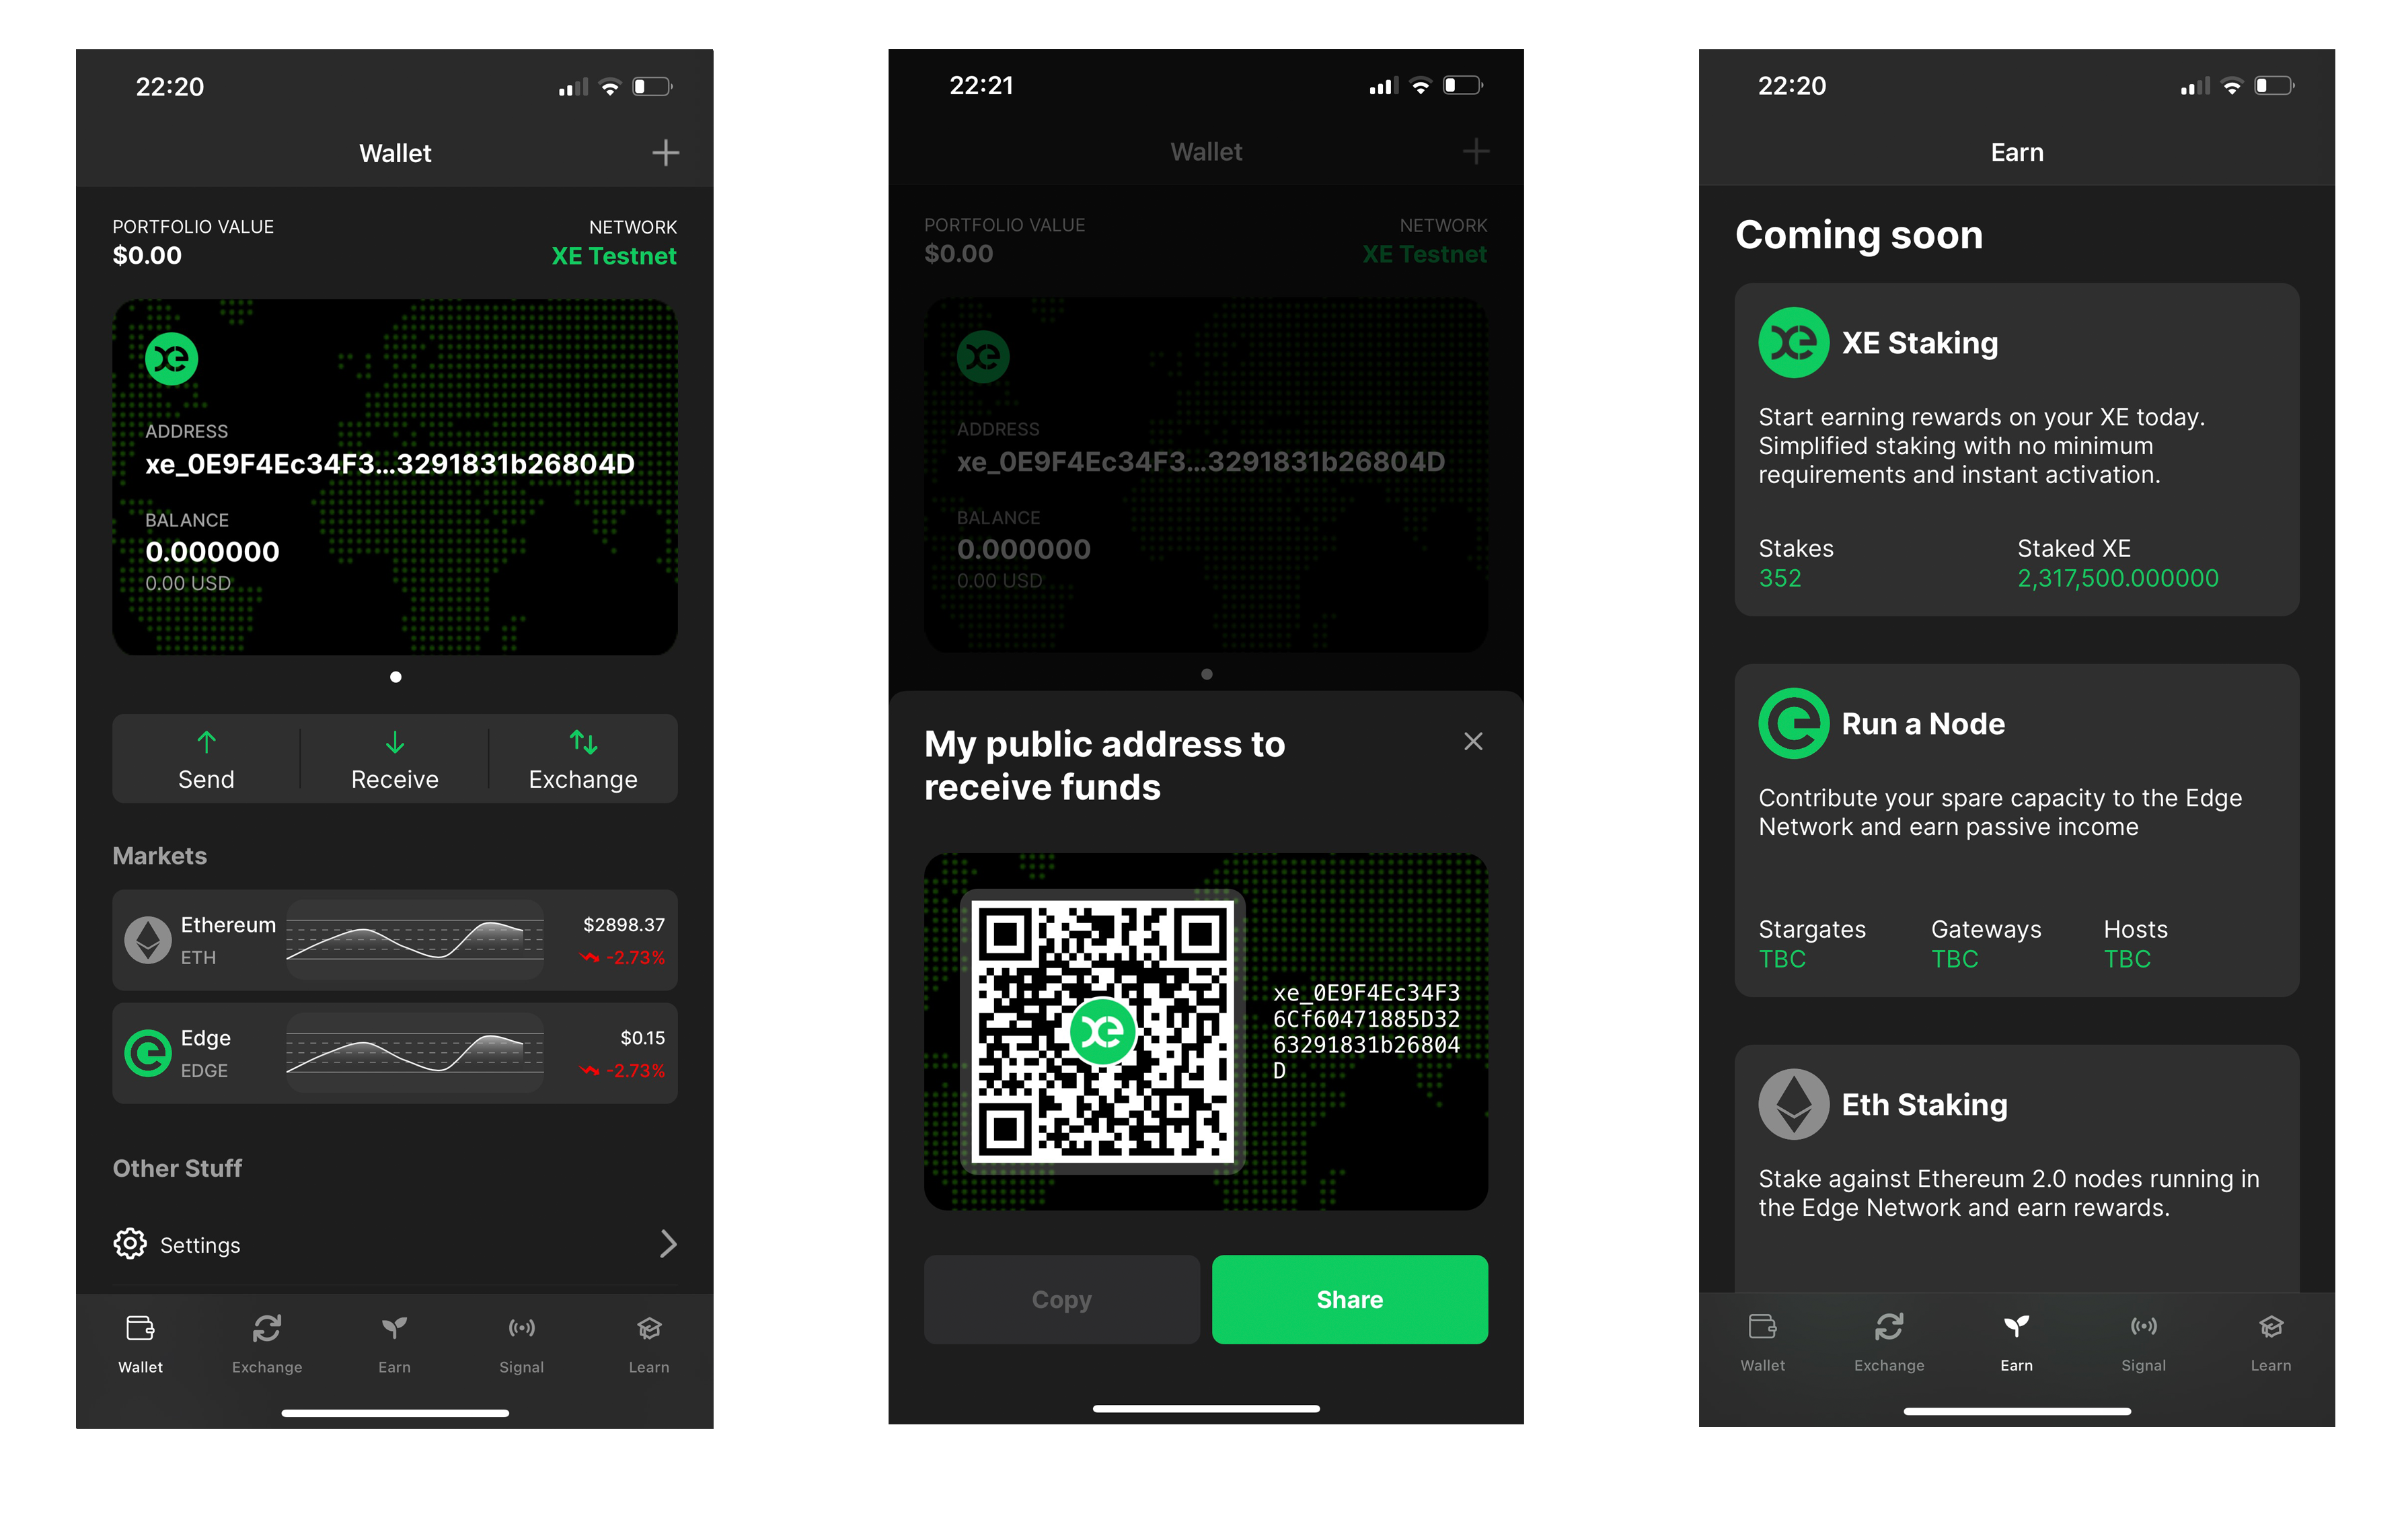 22:20
Wallet
PORTFOLIO VALUE NETWORK
$0.00 XE Testnet
xe
ADDRESS
xe_0E9F4Ec34F3...3291831b26804D
BALANCE
0.000000
0.00 USD
Send Receive Exchange
Markets
Ethereum $2898.37
ETH -2.73%
Edge $0.15
EDGE -2.73%
Other Stuff
Settings
Wallet Exchange Earn Signal Learn
22:21
Wallet
PORTFOLIO VALUE NETWORK
$0.00 XE Testnet
xe
ADDRESS
xe_0E9F4Ec34F3...3291831b26804D
BALANCE
0.000000
0.00 USD
My public address to
receive funds
xe
xe_0E9F4Ec34F3
6Cf60471885D32
63291831b26804
D
Copy Share
22:20
Earn
Coming soon
xe XE Staking
Start earning rewards on your XE today.
Simplified staking with no minimum
requirements and instant activation.
Stakes Staked XE
352 2,317,500.000000
Run a Node
Contribute your spare capacity to the Edge
Network and earn passive income
Stargates Gateways Hosts
TBC TBC TBC
Eth Staking
Stake against Ethereum 2.0 nodes running in
the Edge Network and earn rewards.
Wallet Exchange Earn Signal Learn